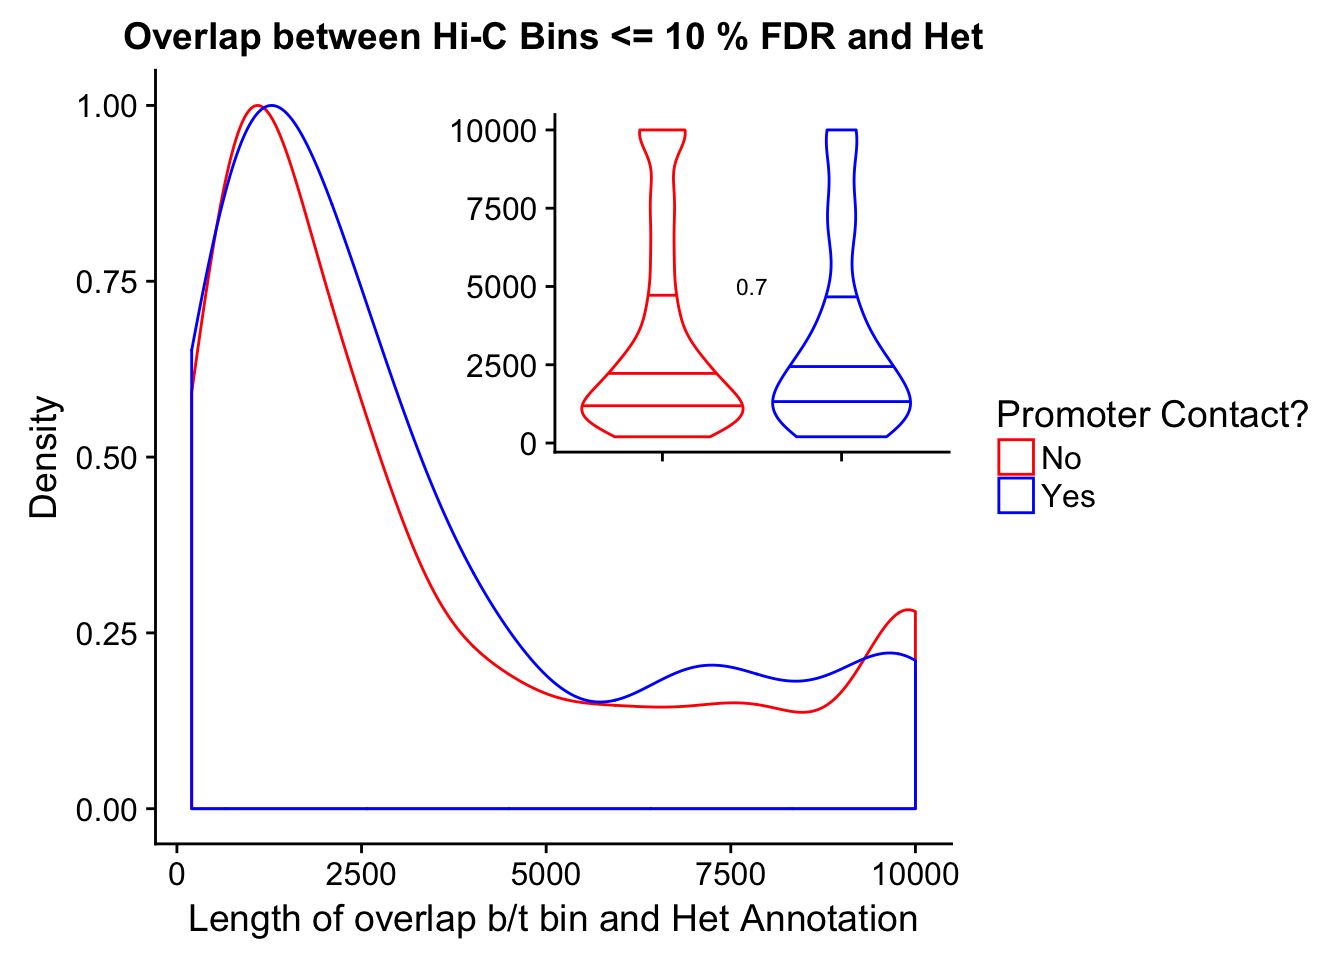 Overlap between Hi-C Bins <= 10 % FDR and Het
Density
1.00
0.75
0.50
0.25
0.00
0
2500
5000
7500
10000
Length of overlap b/t bin and Het Annotation
10000
7500
5000
2500
0
0.7
Promoter Contact?
No
Yes